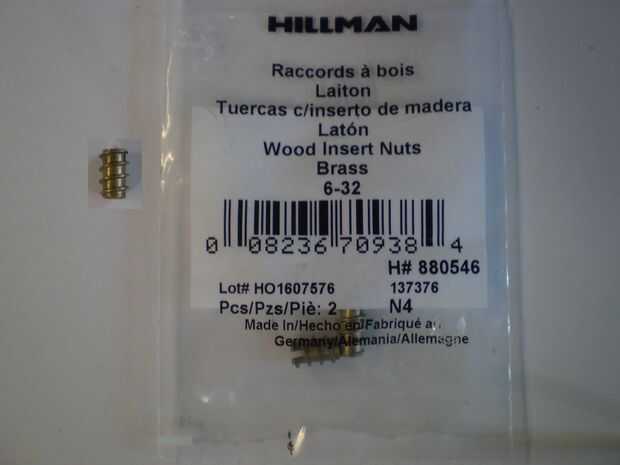 HILLMAN
Raccords à bois
Laiton
Tuercas c/inserto de madera
Latón
Wood Insert Nuts
Brass
6-32
0 08236 70938 4
H# 880546
Lot# HO1607576 137376
Pcs/Pzs/Piè: 2 N4
Made In/Hecho en/Fabriqué au
Germany/Alemania/Allemagne